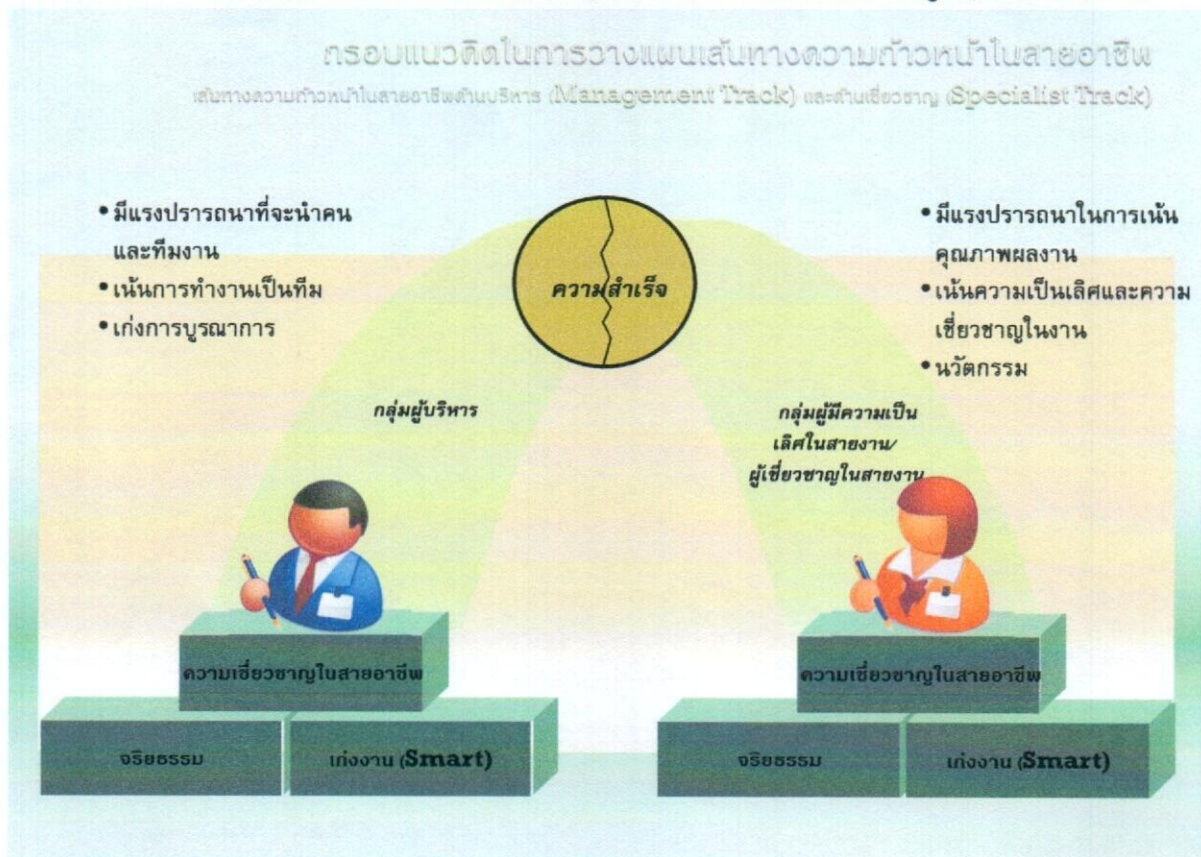 กรอบแนวคิดในการวางแผนเส้นทางความก้าวหน้าในสายอาชีพ
เส้นทางความก้าวหน้าในสายอาชีพด้านบริหาร (Management Track) และด้านเชี่ยวชาญ (Specialist Track)
• มีแรงปรารถนาที่จะนำคน
และทีมงาน
• เน้นการทำงานเป็นทีม
• เก่งการบูรณาการ
ความสำเร็จ
• มีแรงปรารถนาในการเน้น
คุณภาพผลงาน
• เน้นความเป็นเลิศและความ
เชี่ยวชาญในงาน
• นวัตกรรม
กลุ่มผู้บริหาร
กลุ่มผู้มีความเป็น
เลิศในสายงาน/
ผู้เชี่ยวชาญในสายงาน
ความเชี่ยวชาญในสายอาชีพ
จริยธรรม
เก่งงาน (Smart)
ความเชี่ยวชาญในสายอาชีพ
จริยธรรม
เก่งงาน (Smart)